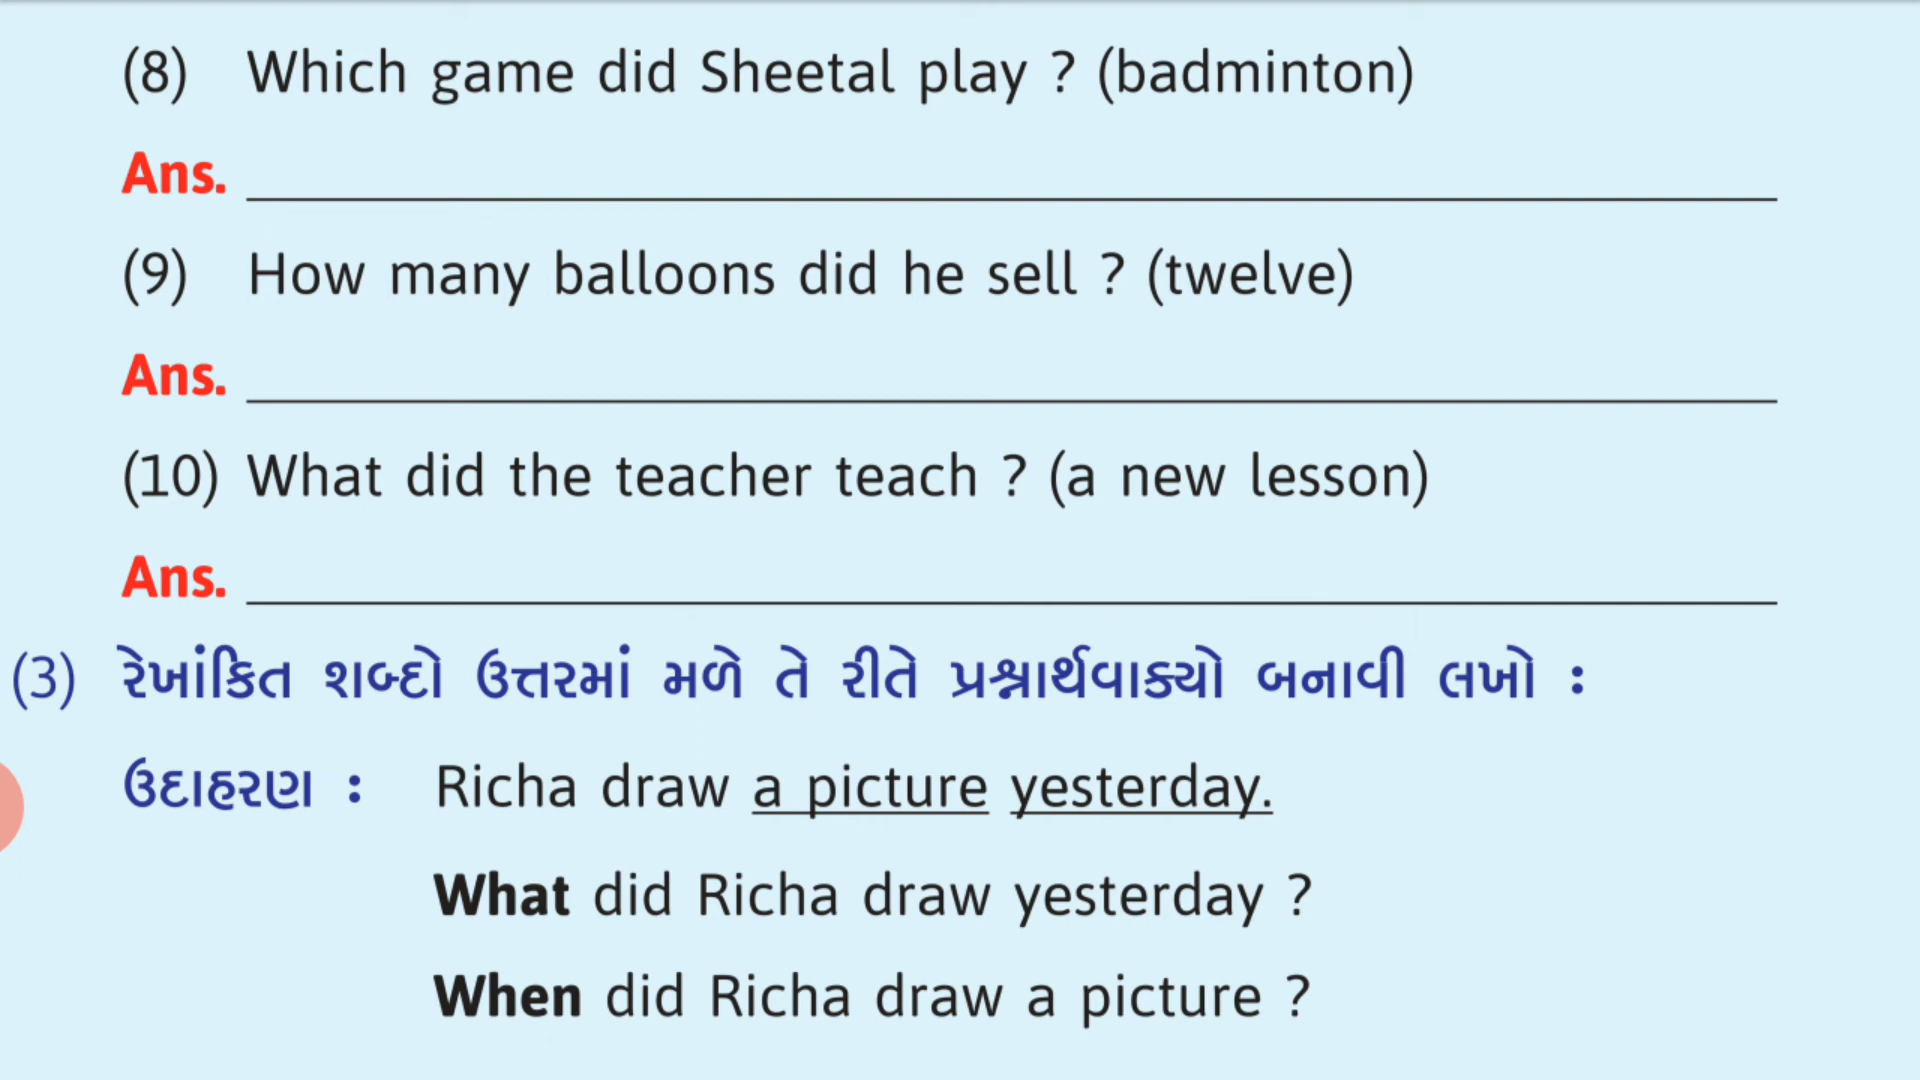 (8) Which game did Sheetal play ? (badminton)
Ans.
(9) How many balloons did he sell ? (twelve)
Ans.
(10) What did the teacher teach ? (a new lesson)
Ans.
(3) રેખાંકિત શબ્દો ઉત્તરમાં મળે તે રીતે પ્રશ્નાર્થવાક્યો બનાવી લખો :
ઉદાહરણ : Richa draw a picture yesterday.
What did Richa draw yesterday ?
When did Richa draw a picture ?